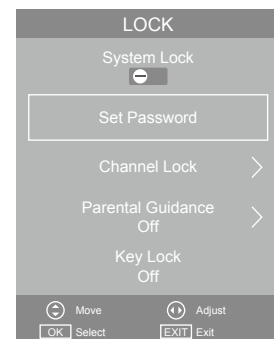 LOCK
System Lock
Set Password
Channel Lock
Parental Guidance
Off
Key Lock
Off
Move Adjust
OK Select EXIT Exit